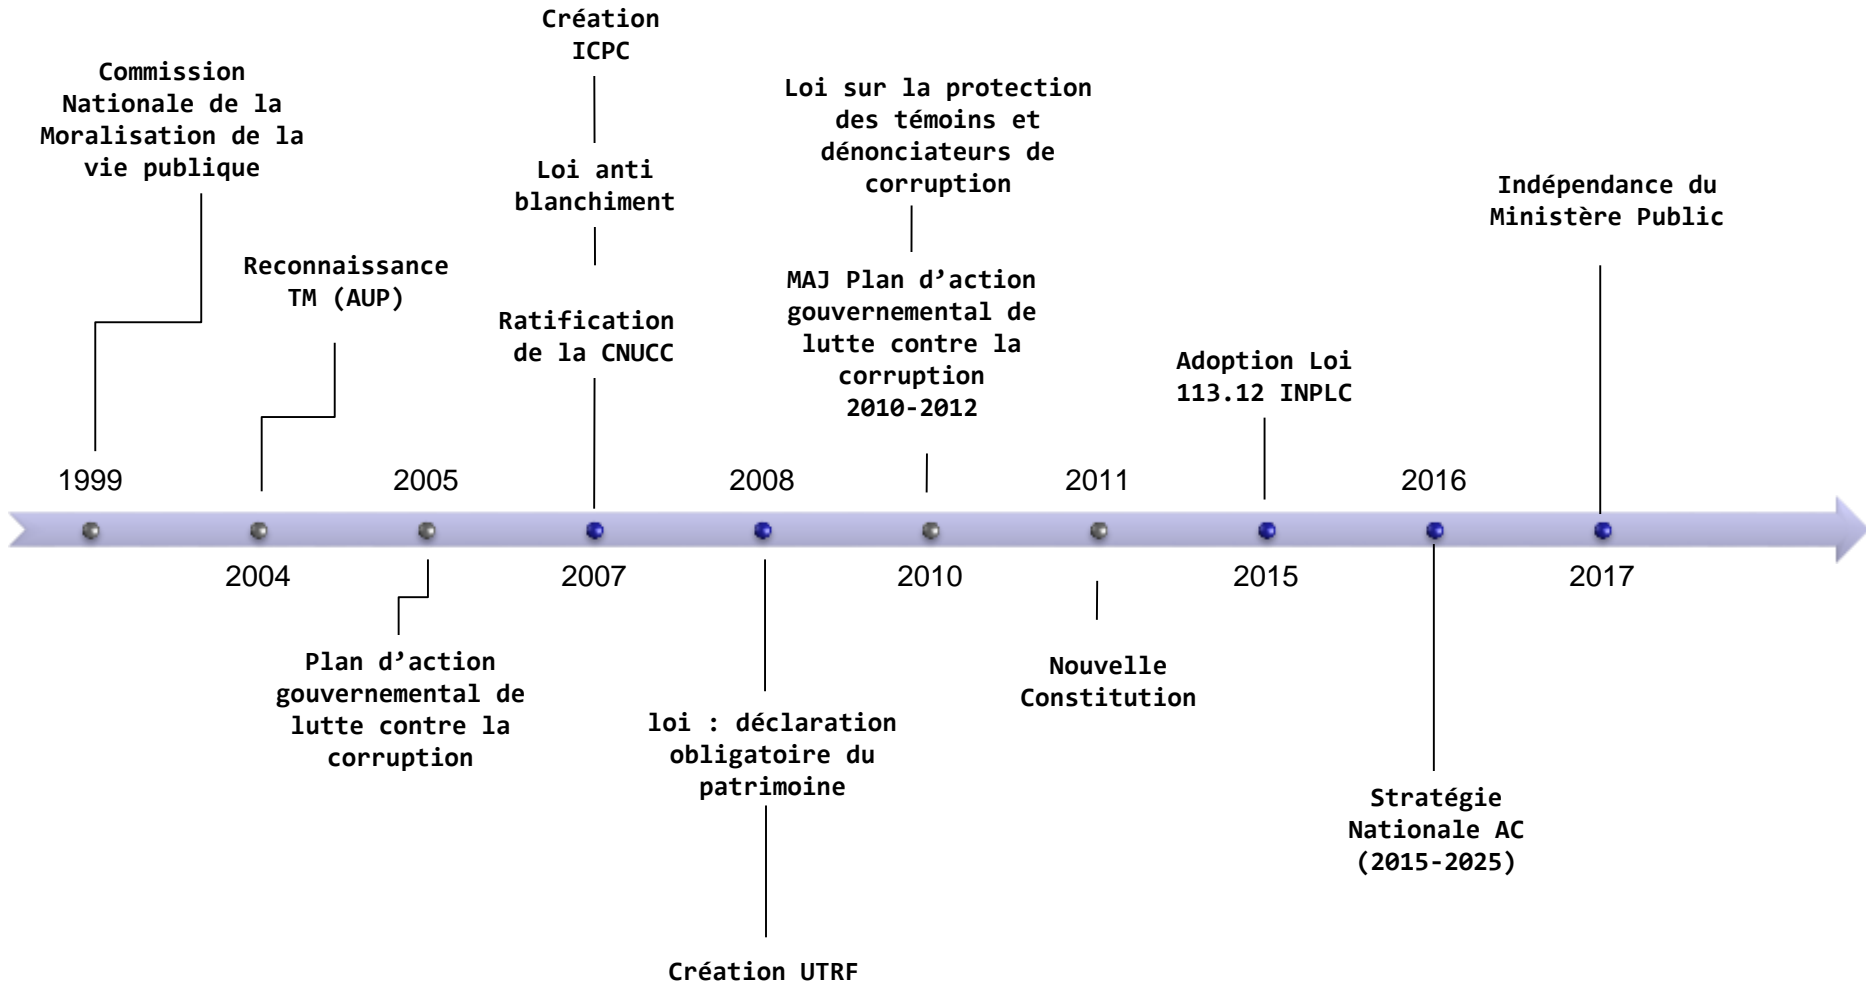 Création
ICPC
Commission
Nationale de la
Moralisation de la
vie publique
Loi sur la protection
des témoins et
dénonciateurs de
corruption
Loi anti
blanchiment
Indépendance du
Ministère Public
Reconnaissance
TM (AUP)
MAJ Plan d’action
gouvernemental de
lutte contre la
corruption
2010-2012
Ratification
de la CNUCC
Adoption Loi
113.12 INPLC
1999
2005
2008
2011
2016
2004
2007
2010
2015
2017
Plan d’action
gouvernemental de
lutte contre la
corruption
Nouvelle
Constitution
loi : déclaration
obligatoire du
patrimoine
Stratégie
Nationale AC
(2015-2025)
Création UTRF